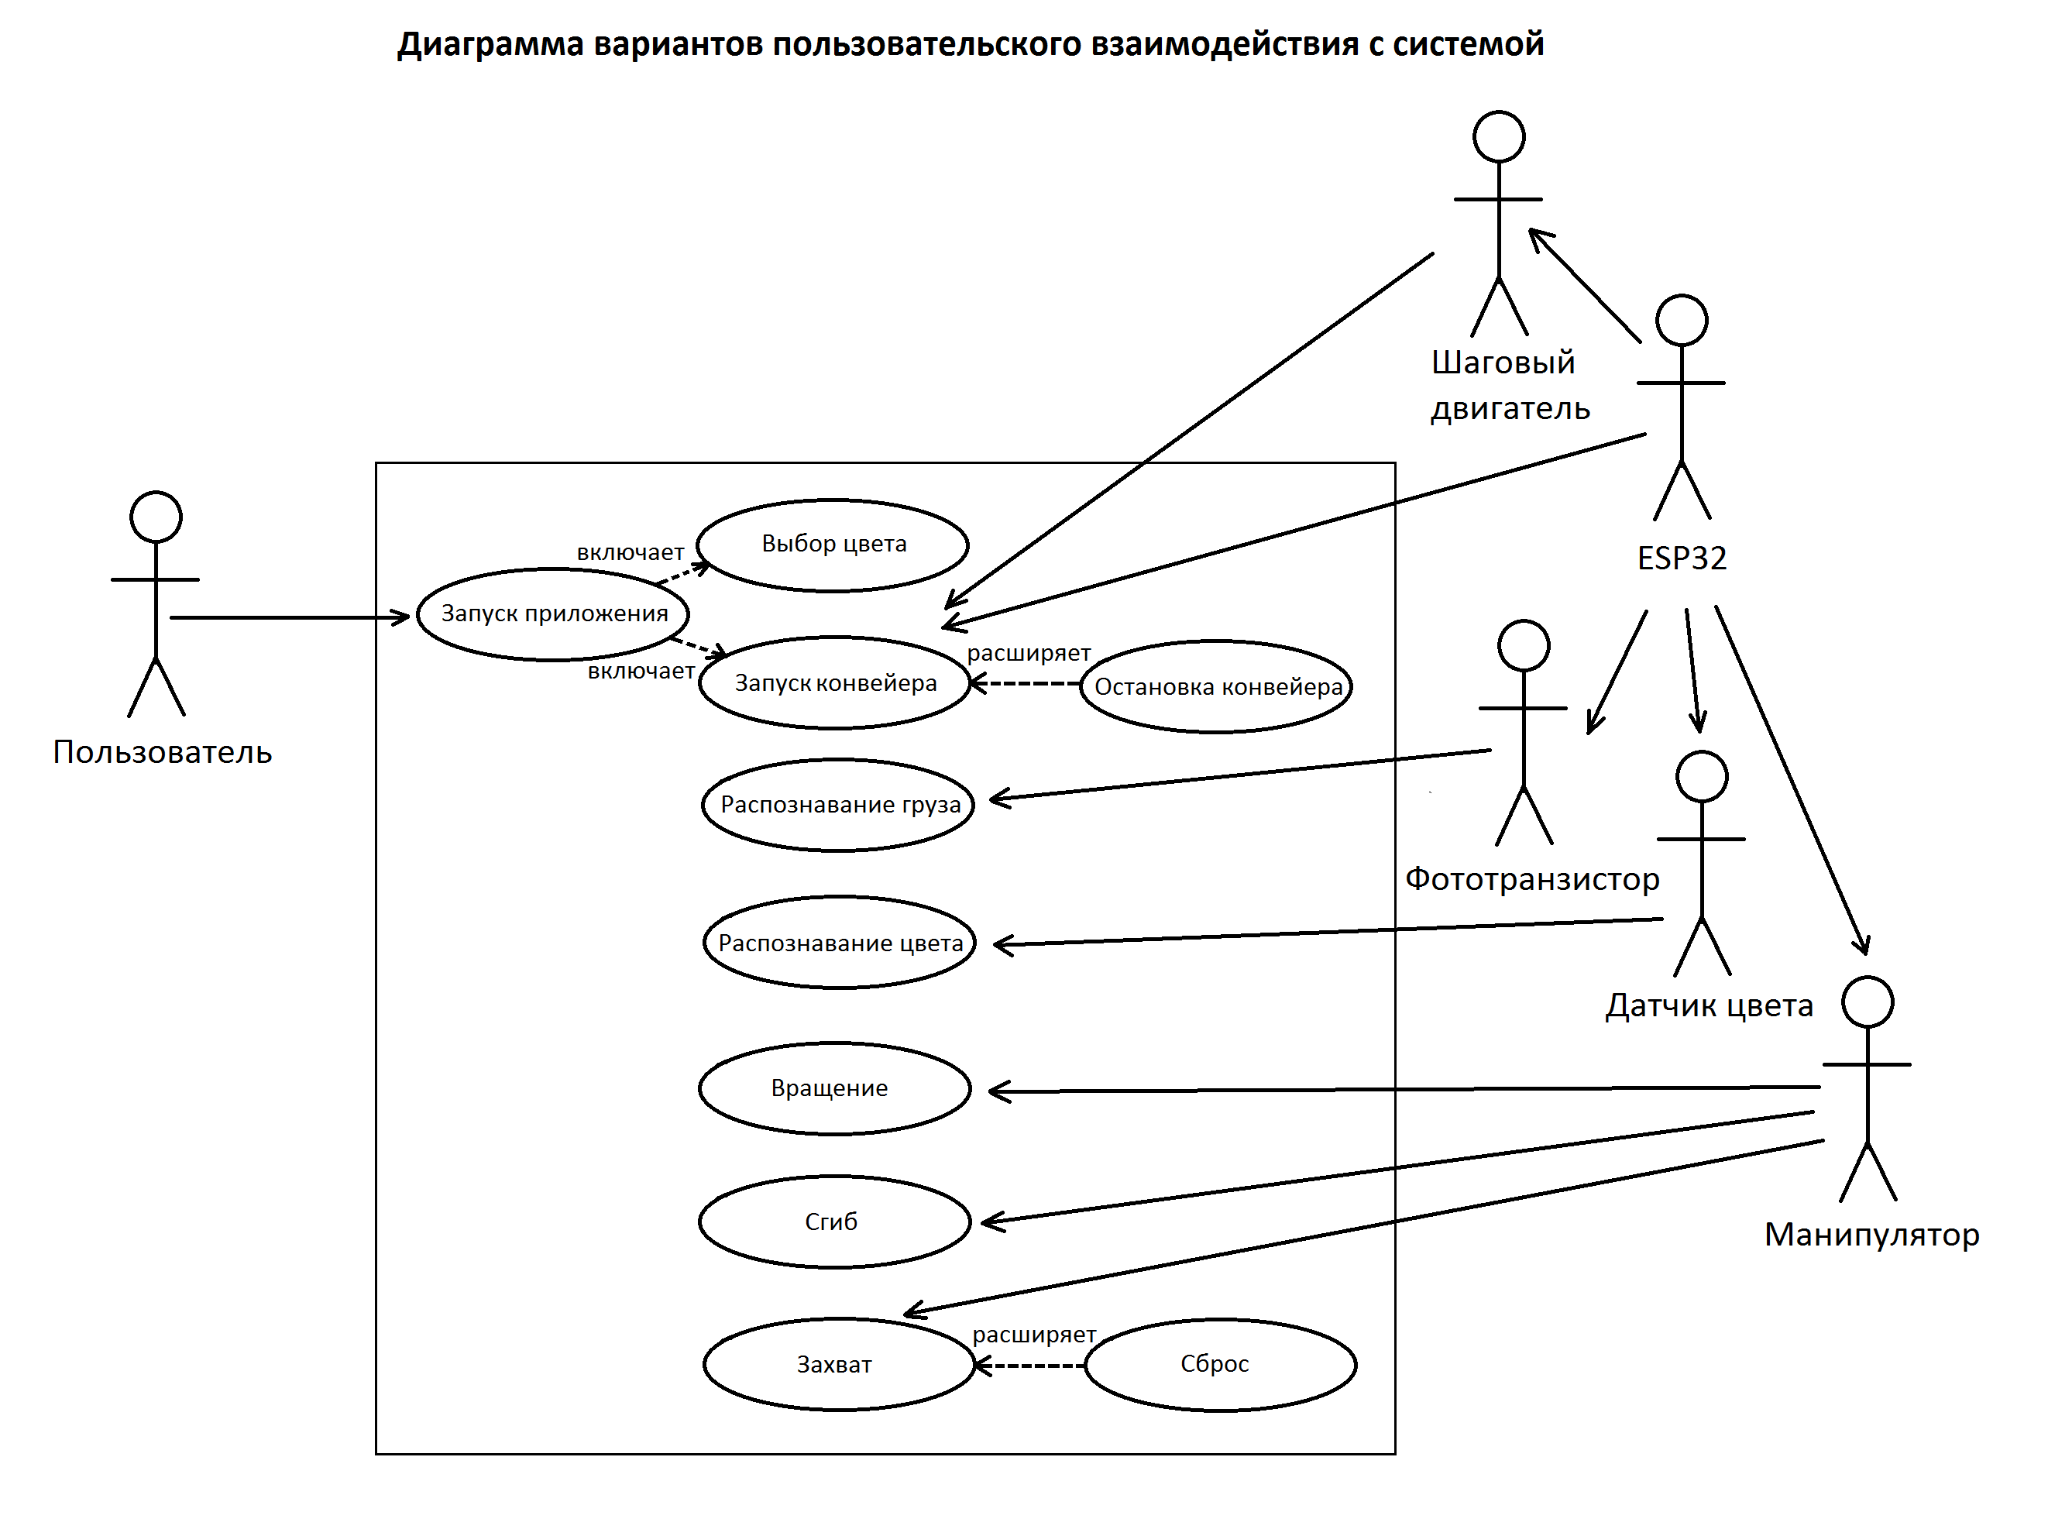 Диаграмма вариантов пользовательского взаимодействия с системой
Шаговый
двигатель
ESP32
Пользователь
включает
Выбор цвета
Запуск приложения
включает
Запуск конвейера
расширяет
Остановка конвейера
Распознавание груза
Фототранзистор
Распознавание цвета
Датчик цвета
Вращение
Сгиб
Манипулятор
Захват
расширяет
Сброс